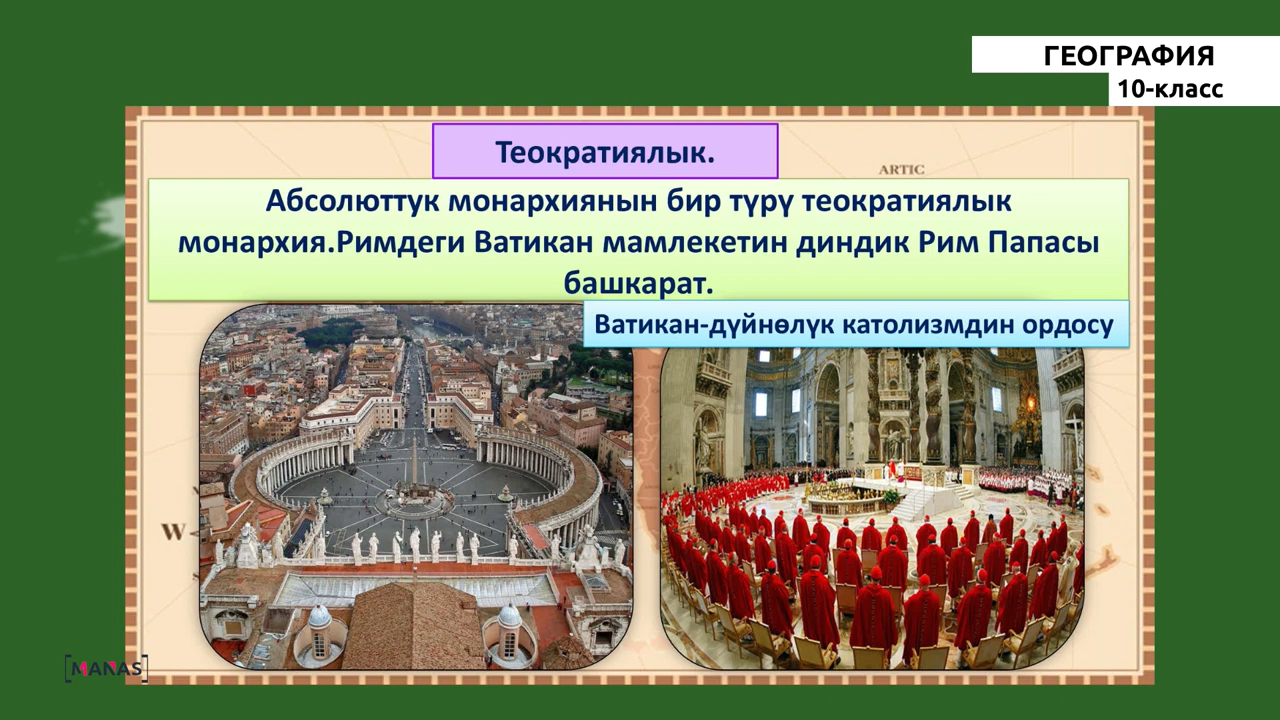 ГЕОГРАФИЯ
10-класс
Теократиялык.
ARTIC
Абсолюттук монархиянын бир түрү теократиялык
монархия.Римдеги Ватикан мамлекетин диндик Рим Папасы
башкарат.
Ватикан-дүйнөлүк католизмдин ордосу
W
MANAS